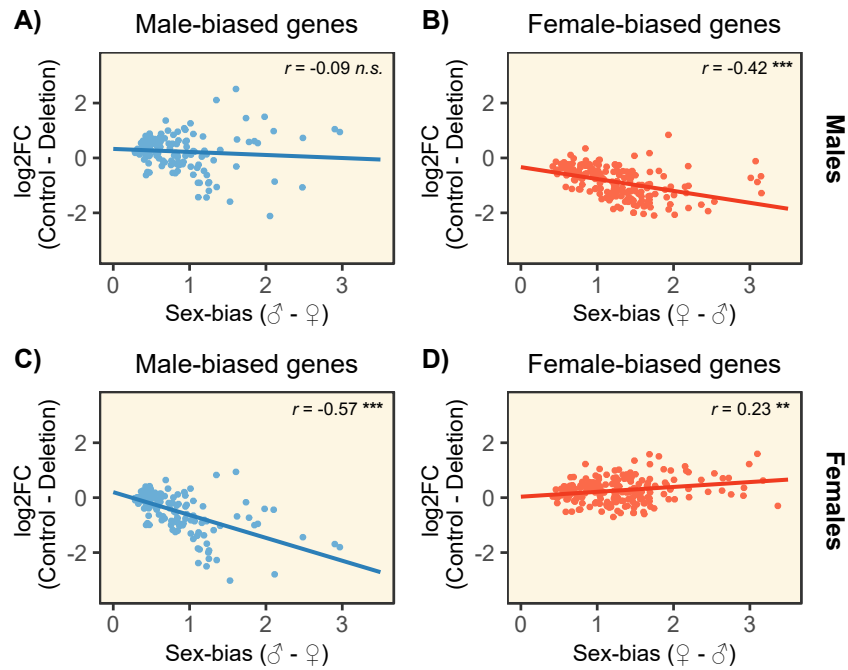 A) Male-biased genes
r = -0.09 n.s.
log2FC
(Control - Deletion)
2
0
-2
0 1 2 3
Sex-bias (♂ - ♀)
B) Female-biased genes
r = -0.42 ***
log2FC
(Control - Deletion)
2
0
-2
0 1 2 3
Sex-bias (♀ - ♂)
Males
C) Male-biased genes
r = -0.57 ***
log2FC
(Control - Deletion)
2
0
-2
0 1 2 3
Sex-bias (♂ - ♀)
D) Female-biased genes
r = 0.23 **
log2FC
(Control - Deletion)
2
0
-2
0 1 2 3
Sex-bias (♀ - ♂)
Females